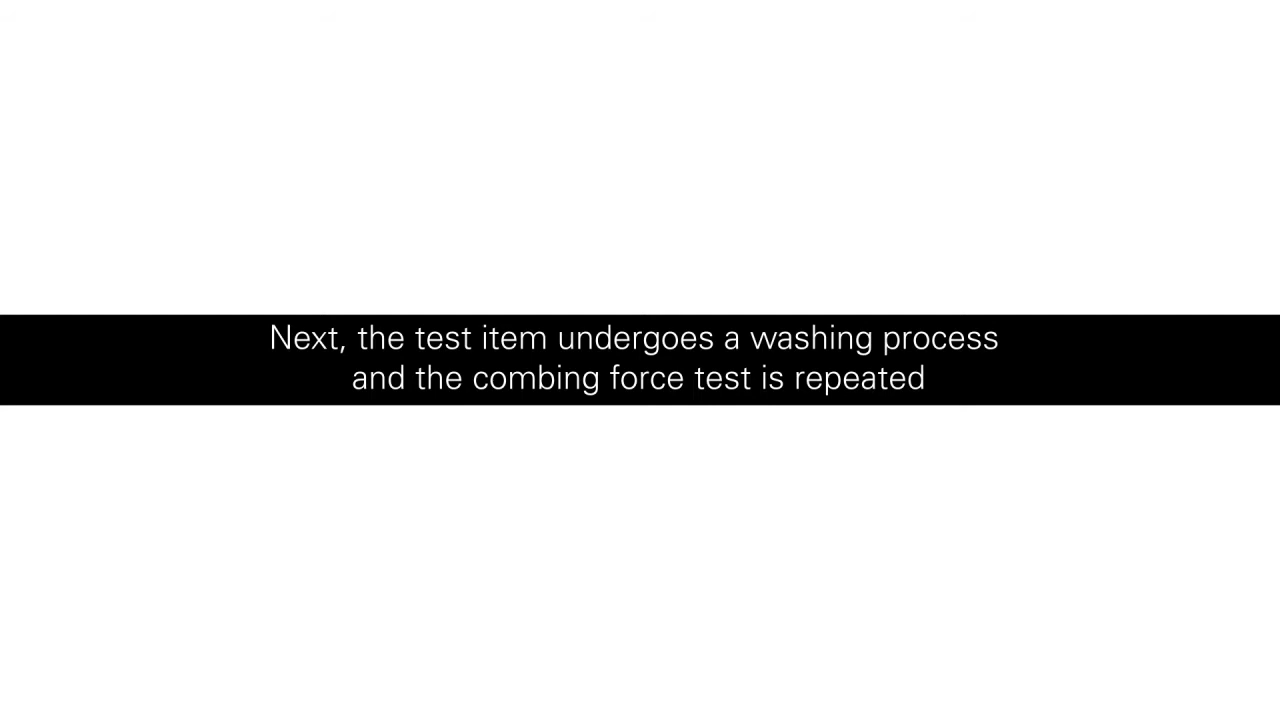 Next, the test item undergoes a washing process
and the combing force test is repeated